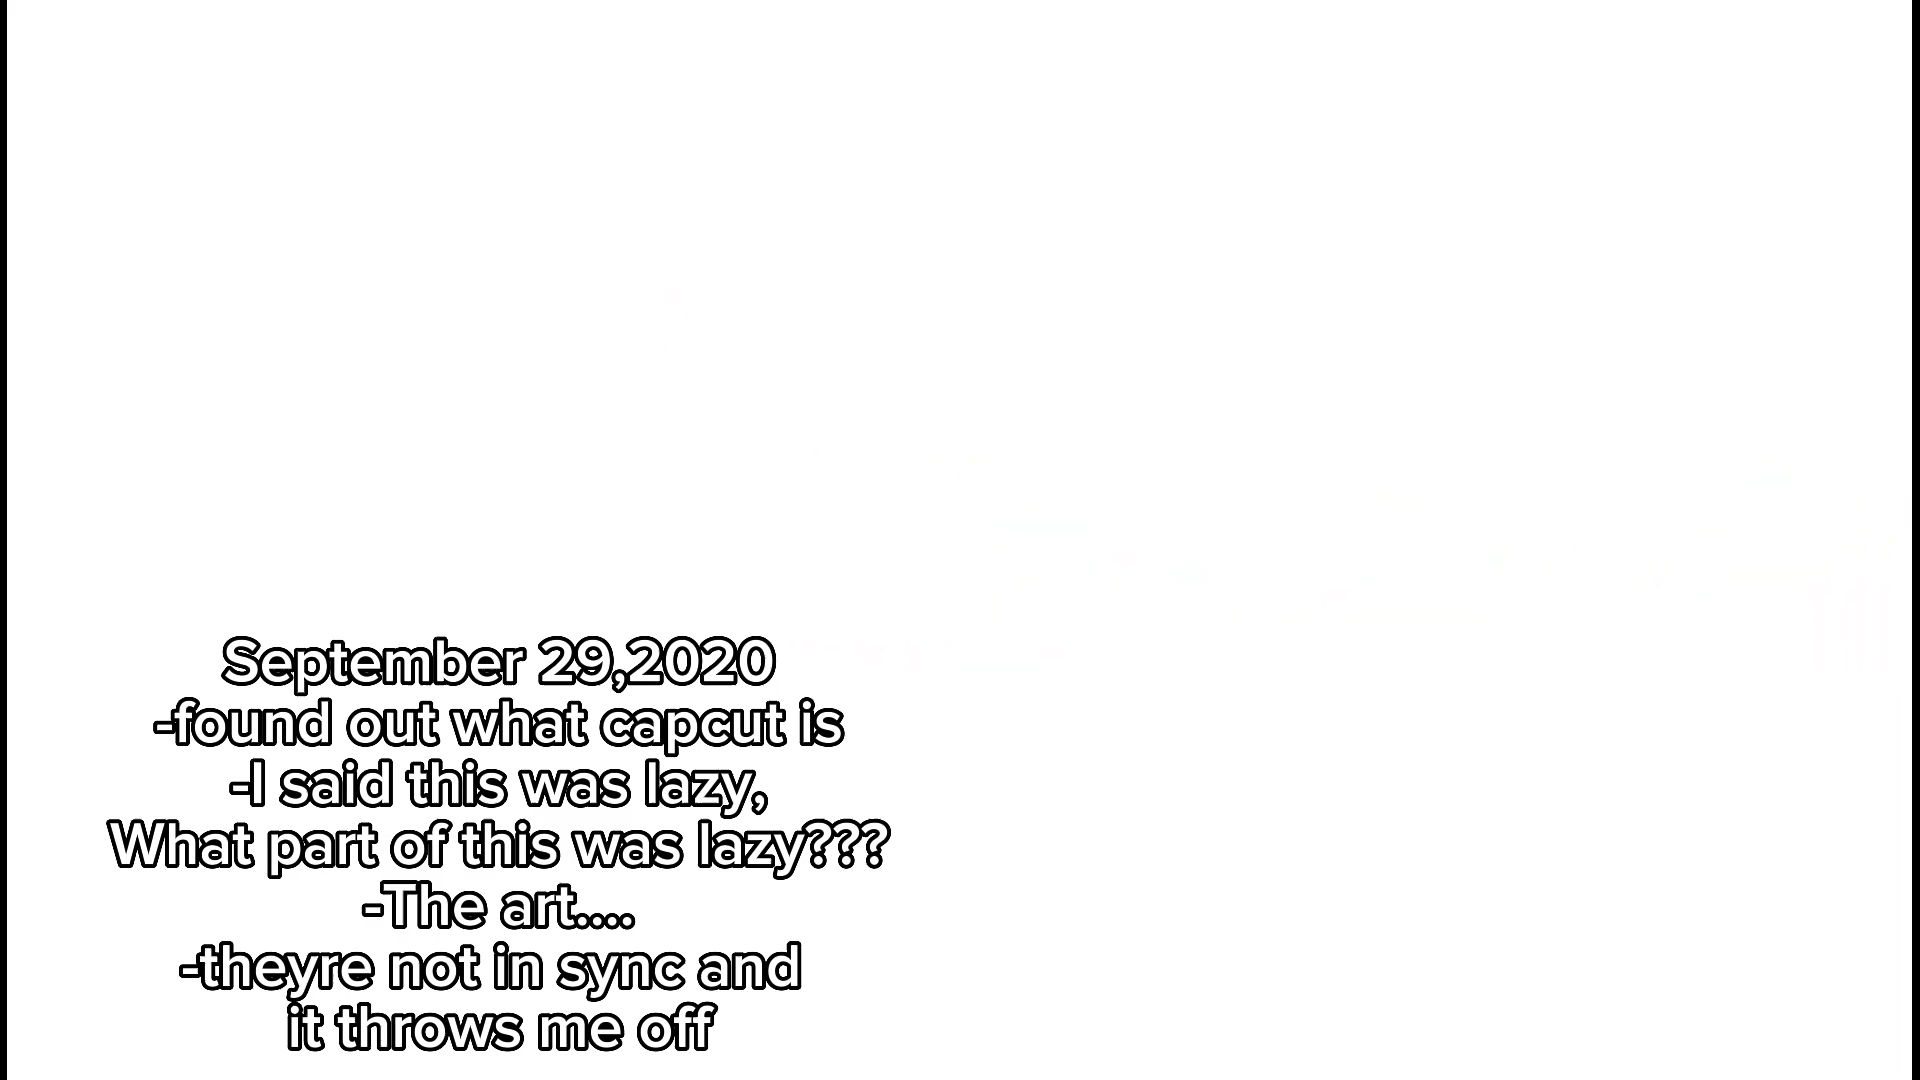 September 29,2020
-found out what capcut is
-I said this was lazy,
What part of this was lazy???
-The art....
-theyre not in sync and
it throws me off